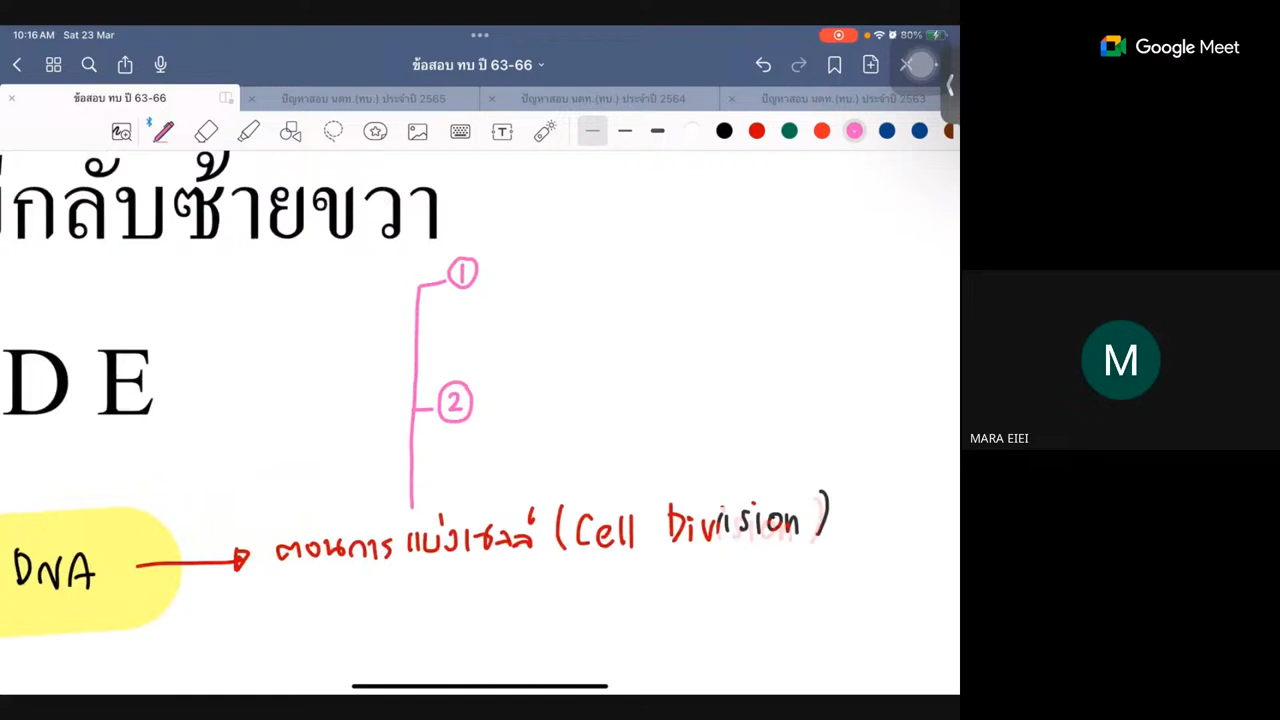 10:16 AM Sat 23 Mar
80%
Google Meet
ข้อสอบ ทบ ปี 63-66
ข้อสอบ ทบ ปี 63-66
ปัญหาสอบ นดท.(ทบ.) ประจำปี 2565
ปัญหาสอบ นดท.(ทบ.) ประจำปี 2564
ปัญหาสอบ นดท.(ทบ.) ประจำปี 2563
กลับซ้ายขวา
1
D E
2
M
MARA EIEI
DNA
ตอนการ แบ่งเซลล์ (Cell Division)